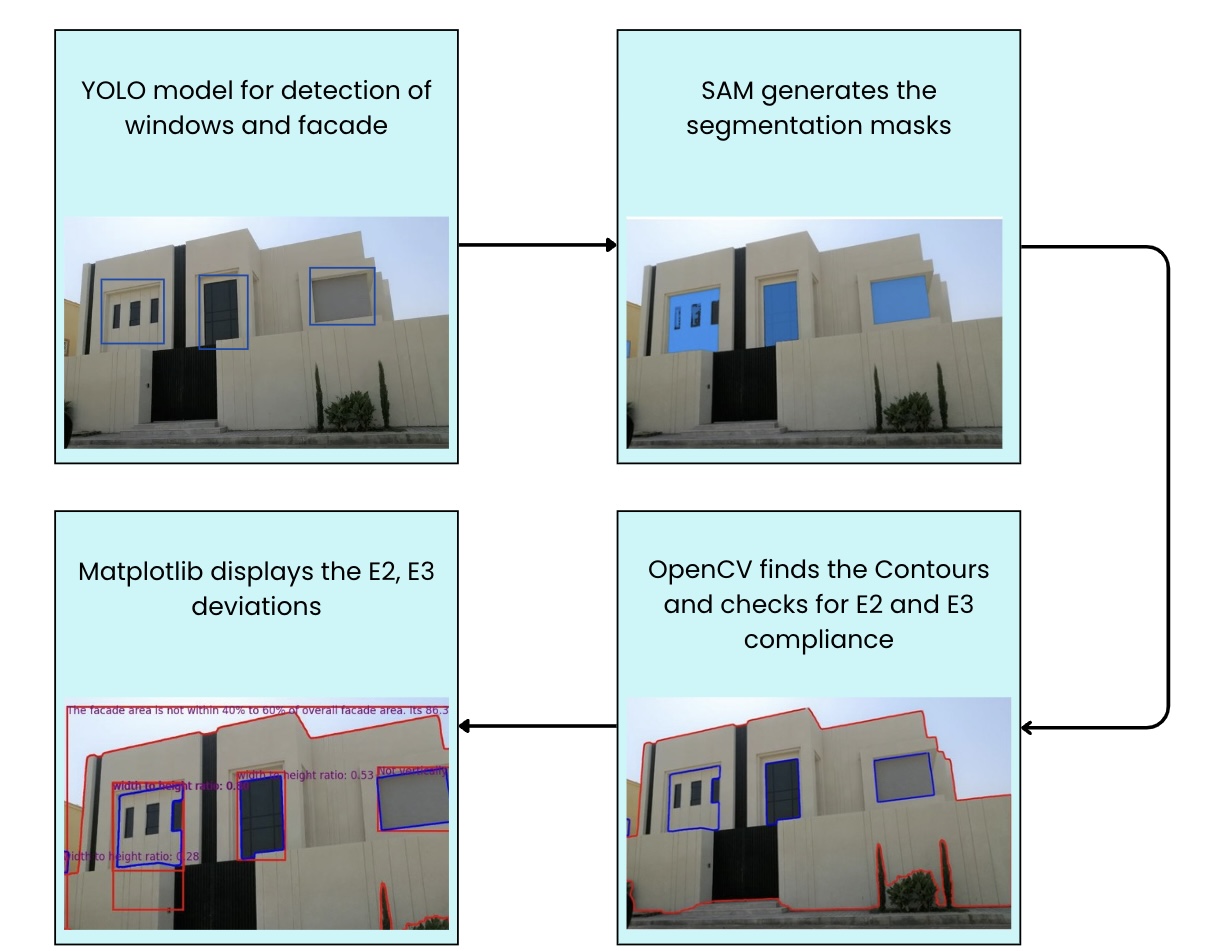 YOLO model for detection of
windows and facade
SAM generates the
segmentation masks
OpenCV finds the Contours
and checks for E2 and E3
compliance
Matplotlib displays the E2, E3
deviations
The facade area is not within 40% to 60% of overall facade area. Its 86.3
width to height ratio: 0.53
Not vertically
width to height ratio:
width to height ratio: 0.28